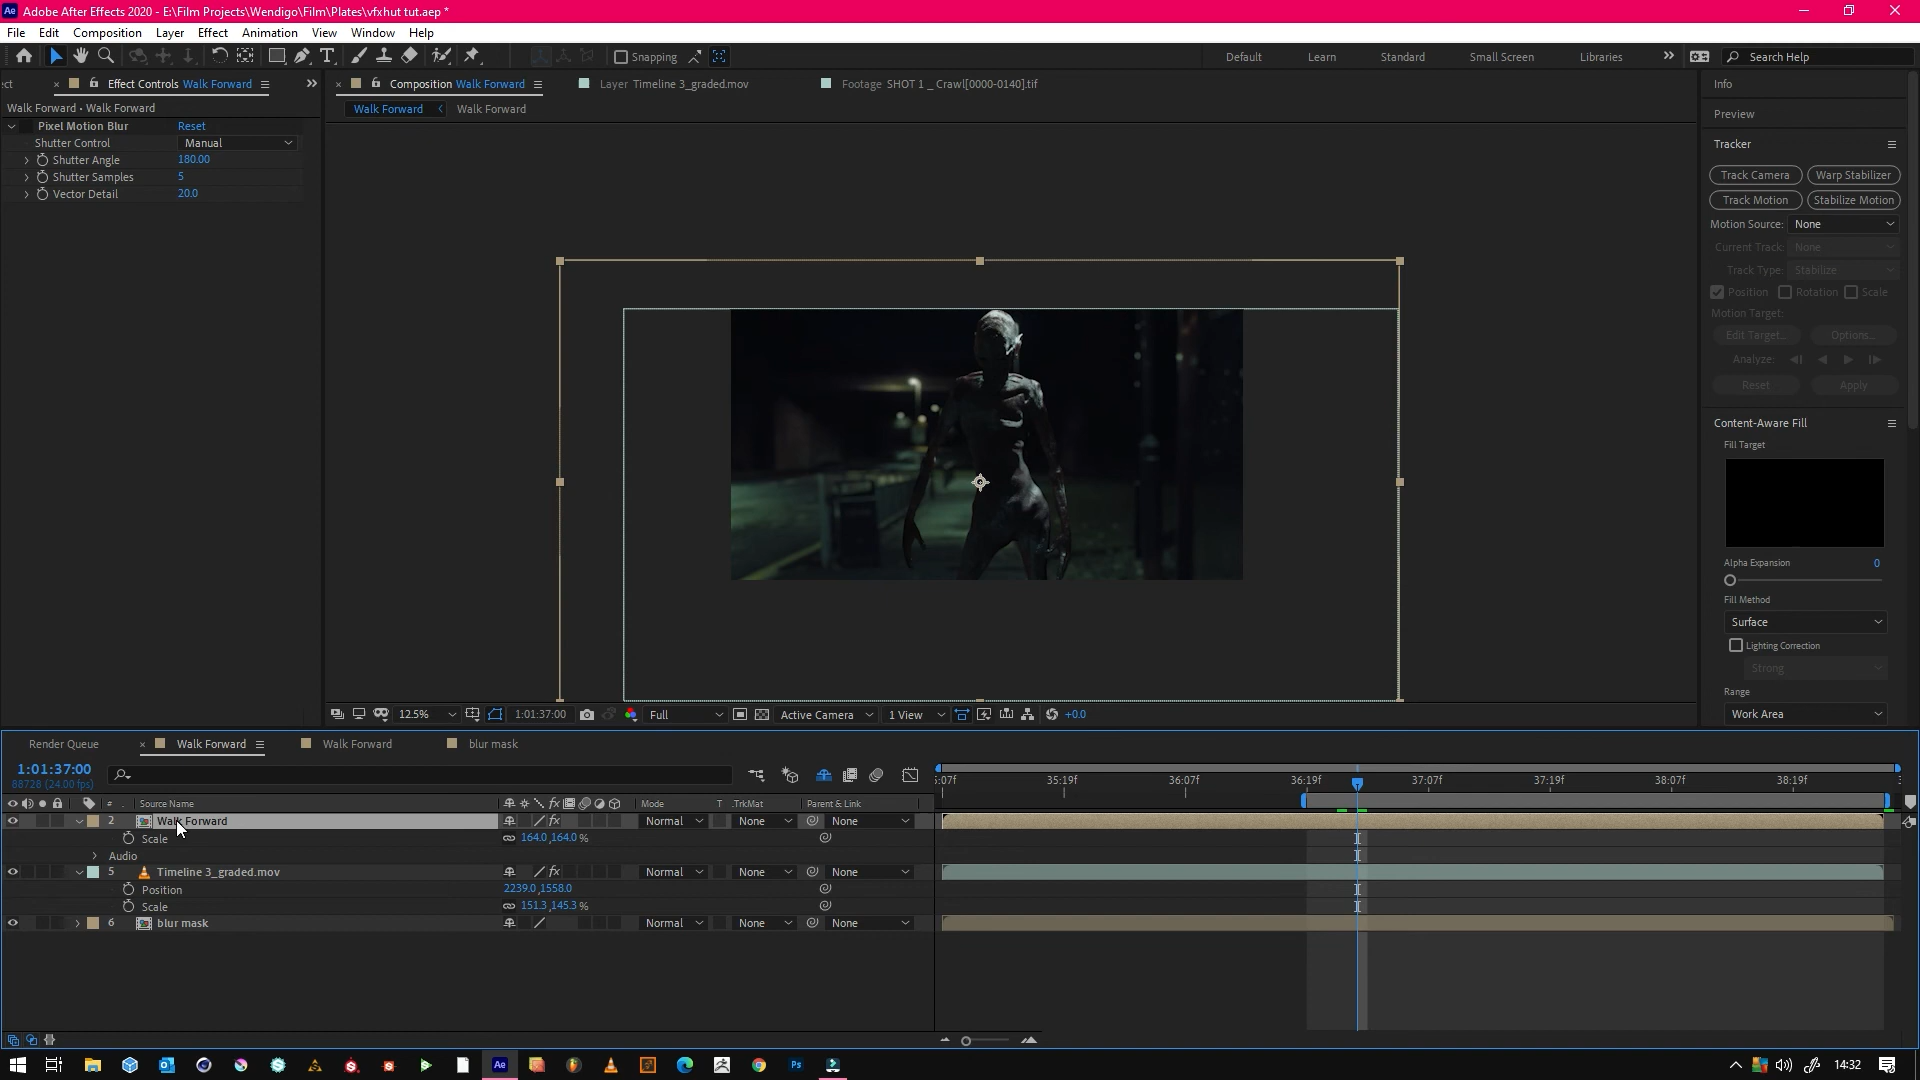 Ae Adobe After Effects 2020 - E:\Film Projects\Wendigo\Film\Plates\vfxhut tut.aep *
File Edit Composition Layer Effect Animation View Window Help
Snapping
Default Learn Standard Small Screen Libraries Search Help
ect Effect Controls Walk Forward
Composition Walk Forward
Layer Timeline 3_graded.mov
Footage SHOT 1 _ Crawl[0000-0140].tif
Info
Walk Forward • Walk Forward
Walk Forward Walk Forward
Preview
Pixel Motion Blur Reset
Shutter Control Manual
Tracker
Shutter Angle 180.00
Shutter Samples 5
Vector Detail 20.0
Track Camera Warp Stabilizer
Track Motion Stabilize Motion
Motion Source: None
Current Track: None
Track Type: Stabilize
Position Rotation Scale
Motion Target:
Edit Target... Options...
Analyze:
Reset Apply
Content-Aware Fill
Fill Target
Alpha Expansion 0
Fill Method
Surface
Lighting Correction
Strong
Range
Work Area
12.5% 1:01:37:00 Full Active Camera 1 View +0.0
Render Queue Walk Forward Walk Forward blur mask
1:01:37:00
88728 (24.00 fps)
5:07f 35:19f 36:07f 36:19f 37:07f 37:19f 38:07f 38:19f
# . Source Name fx Mode T .TrkMat Parent & Link
2 Walk Forward fx Normal None None
Scale 164.0,164.0 %
Audio
5 Timeline 3_graded.mov fx Normal None None
Position 2239.0,1558.0
Scale 151.3,145.3 %
6 blur mask Normal None None
Ae Ps 14:32